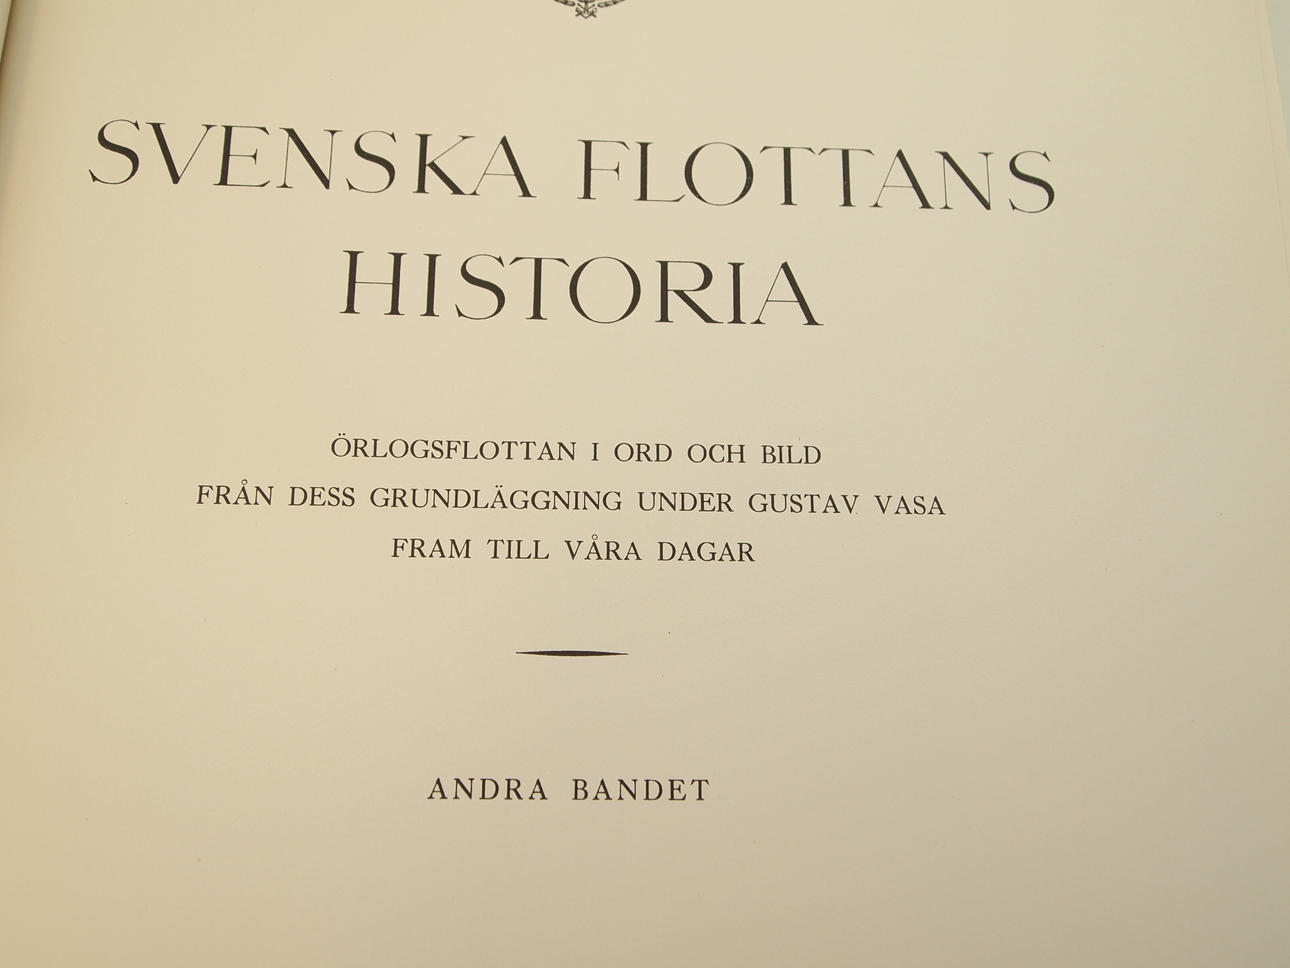 SVENSKA FLOTTANS
HISTORIA
ÖRLOGSFLOTTAN I ORD OCH BILD
FRÅN DESS GRUNDLÄGGNING UNDER GUSTAV VASA
FRAM TILL VÅRA DAGAR
ANDRA BANDET